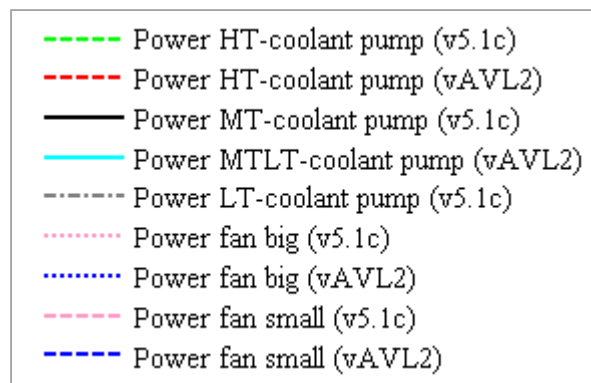 Power HT-coolant pump (v5.1c)
Power HT-coolant pump (vAVL2)
Power MT-coolant pump (v5.1c)
Power MTLT-coolant pump (vAVL2)
Power LT-coolant pump (v5.1c)
Power fan big (v5.1c)
Power fan big (vAVL2)
Power fan small (v5.1c)
Power fan small (vAVL2)